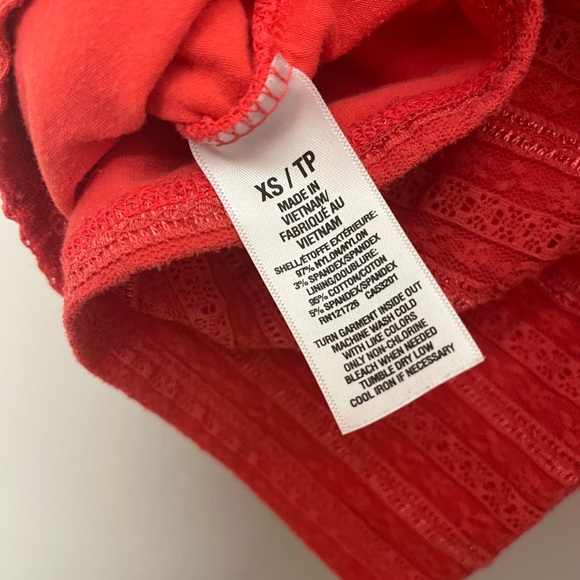 XS / TP
MADE IN
VIETNAM/
FABRIQUÉ AU
VIETNAM
SHELL/ÉTOFFE EXTÉRIEURE:
97% NYLON/NYLON
3% SPANDEX/SPANDEX
LINING/DOUBLURE:
95% COTTON/COTON
5% SPANDEX/SPANDEX
RN121726 CA53201
TURN GARMENT INSIDE OUT
MACHINE WASH COLD
WITH LIKE COLORS
ONLY NON-CHLORINE
BLEACH WHEN NEEDED
TUMBLE DRY LOW
COOL IRON IF NECESSARY